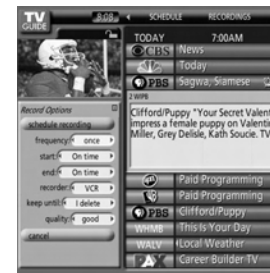 TV
GUIDE
8:08
SCHEDULE RECORDINGS
TODAY 7:00AM
CBS News
Today
PBS Sagwa, Siamese
2 WIPB
Clifford/Puppy "Your Secret Valent
impress a female puppy on Valentin
Miller, Grey Delisle, Kath Soucie. TV
Record Options
schedule recording
frequency: once
start: On time
end: On time
recorder: VCR
keep until: I delete
quality: good
cancel
Paid Programming
Paid Programming
PBS Clifford/Puppy
WHMB This Is Your Day
WALV Local Weather
PAX Career Builder TV